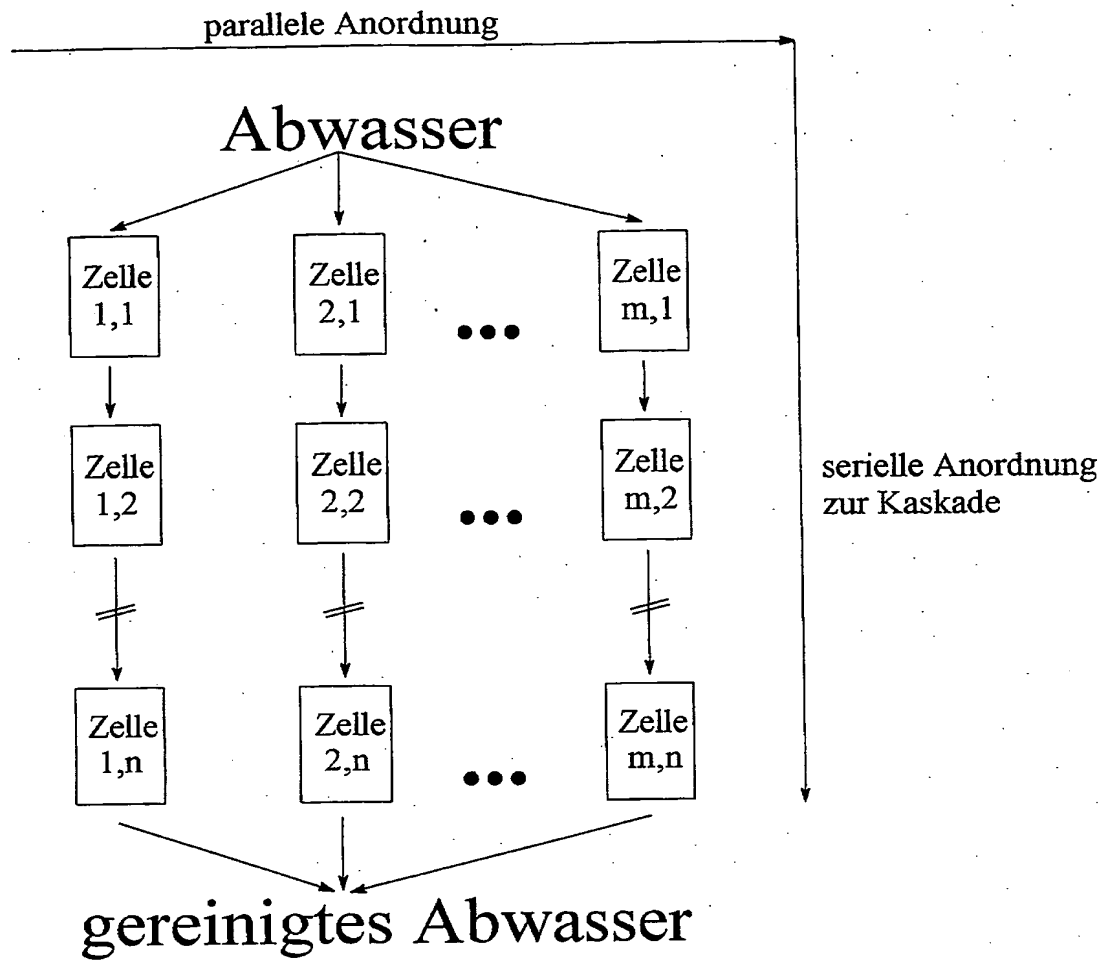 parallele Anordnung
Abwasser
Zelle
1,1
Zelle
2,1
Zelle
m,1
Zelle
1,2
Zelle
2,2
Zelle
m,2
serielle Anordnung
zur Kaskade
Zelle
1,n
Zelle
2,n
Zelle
m,n
gereinigtes Abwasser